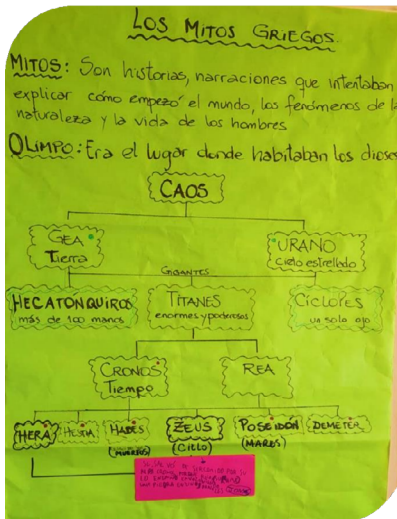 LOS MITOS GRIEGOS
MITOS: Son historias, narraciones que intentaban
explicar cómo empezó el mundo, los fenómenos de la
naturaleza y la vida de los hombres
OLIMPO: Era el lugar donde habitaban los dioses
CAOS
GEA
Tierra
URANO
Cielo estrellado
GIGANTES
HECATONQUIROS
más de 100 manos
TITANES
enormes y poderosos
CÍCLOPES
un solo ojo
CRONOS
Tiempo
REA
HERA
HESTIA
HADES
(MUERTOS)
ZEUS
(CIELO)
POSEIDÓN
(MARES)
DEMETER